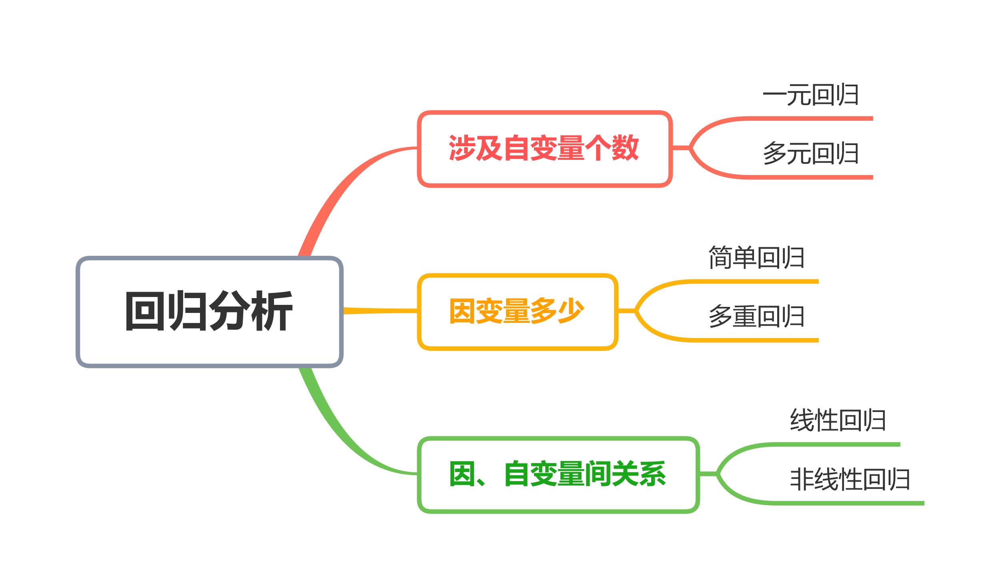 回归分析
涉及自变量个数
一元回归
多元回归
因变量多少
简单回归
多重回归
因、自变量间关系
线性回归
非线性回归